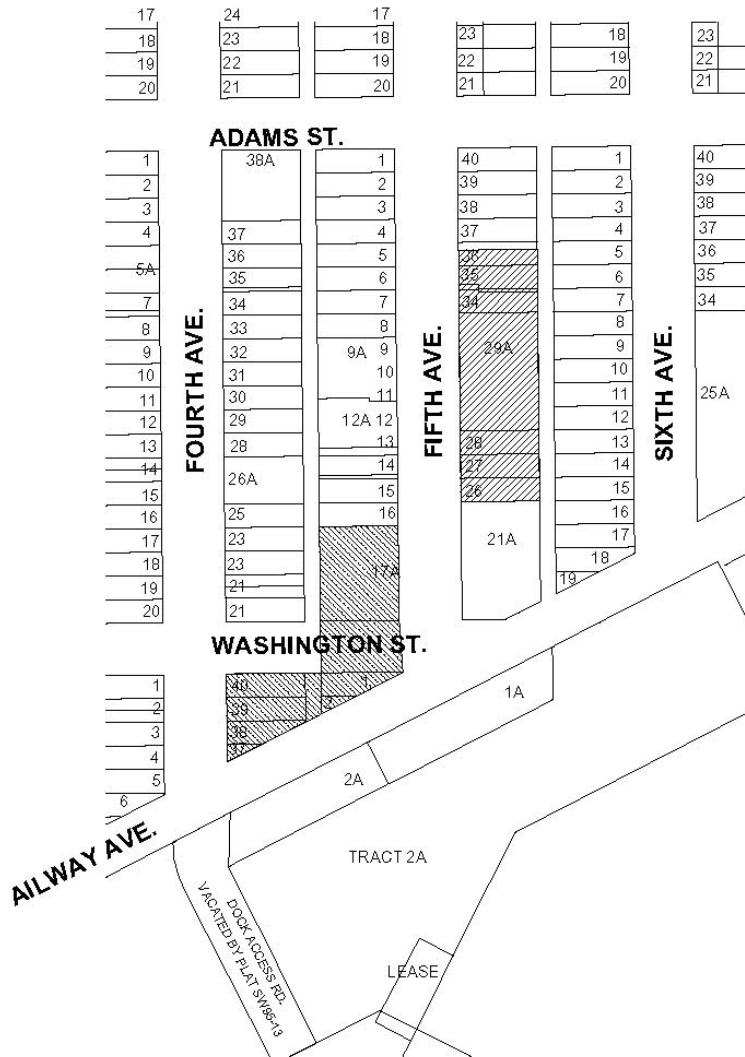 17 24 17 23 18 23
18 23 18 22 19 22
19 22 19 21 20 21
20 21 20
ADAMS ST.
1 38A 1 40 1 40
2 2 39 2 39
3 3 38 3 38
4 37 4 37 4 37
5A 36 5 36 5 36
7 35 6 35 6 35
8 34 7 34 7 34
9 33 8 29A 8 25A
10 32 9A 9 28 9
11 31 10 27 10
12 30 11 26 11
13 29 12A 12 21A 12
14 28 13 13
15 26A 14 14
16 25 15 15
17 23 16 16
18 23 17A 17
19 21 18
20 21 19
FOURTH AVE.
FIFTH AVE.
SIXTH AVE.
WASHINGTON ST.
1 40 1
2 39 2
3 38
4 37
5
6
1A
2A
AILWAY AVE.
TRACT 2A
DOCK ACCESS RD.
VACATED BY PLAT SW95-13
LEASE